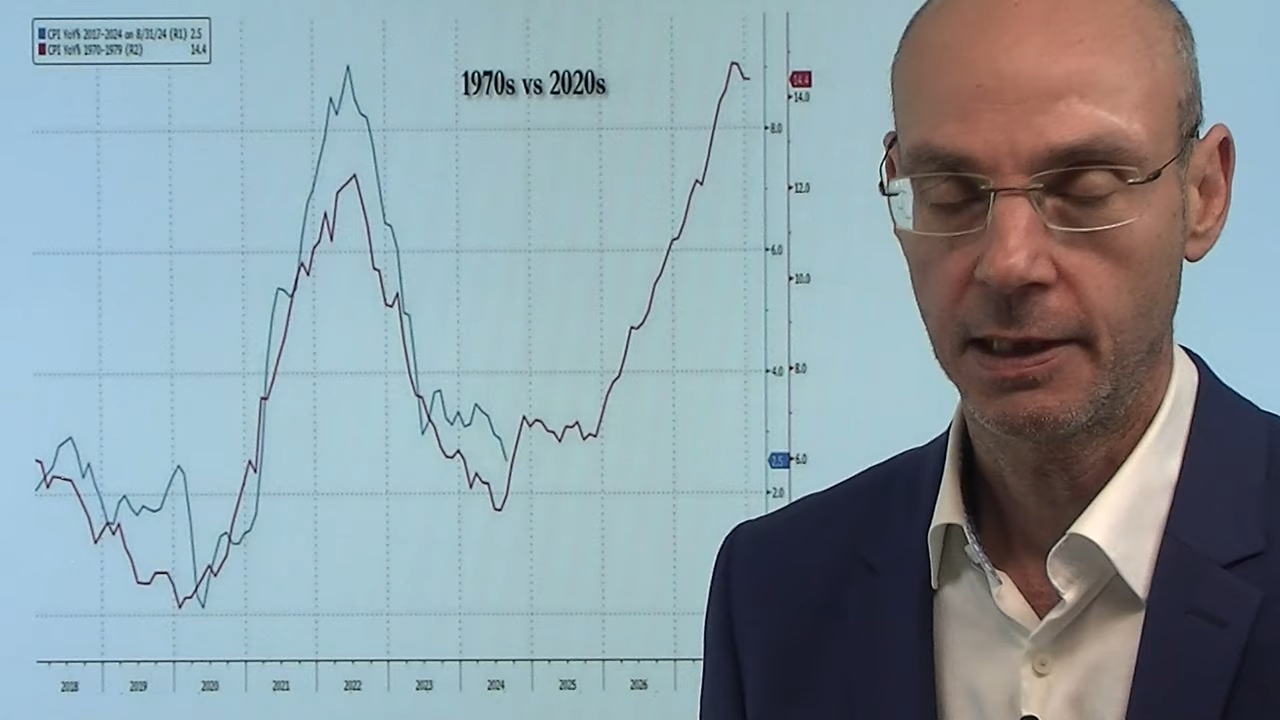 CPI YoY% 2017-2024 on 8/31/24 (R1) 2.5
CPI YoY% 1970-1979 (R2) 14.4
1970s vs 2020s
14.4
14.0
8.0
12.0
6.0
10.0
4.0
8.0
2.5
6.0
2.0
2018 2019 2020 2021 2022 2023 2024 2025 2026